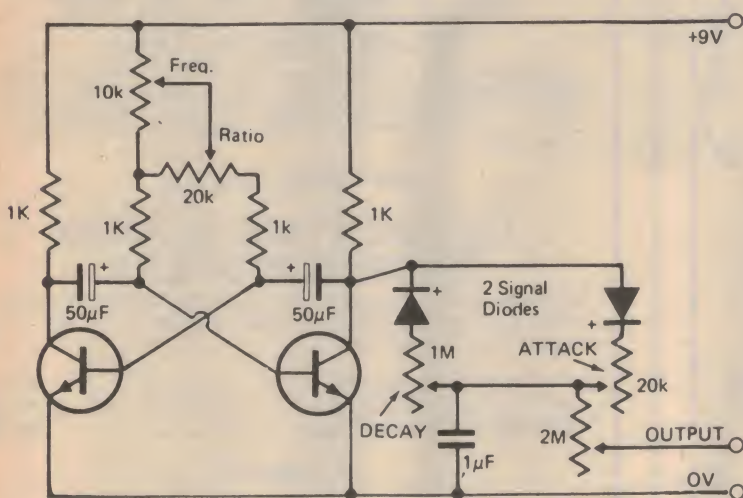 +9V
Freq.
10k
Ratio
20k
1K
1K
1k
1K
+
+
50μF
50μF
+
2 Signal
Diodes
1M
ATTACK
+
20k
DECAY
2M
OUTPUT
1μF
0V